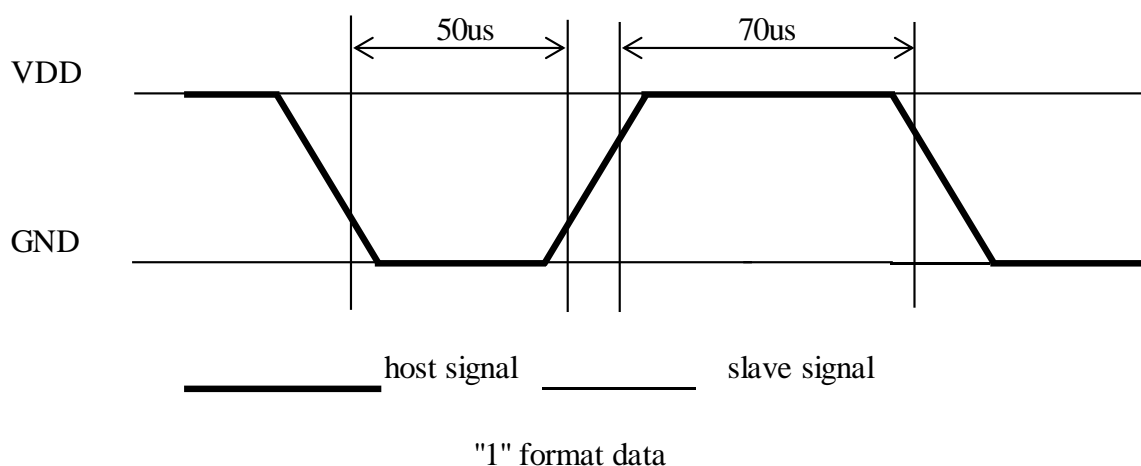 50us 70us
VDD
GND
host signal slave signal
"1" format data